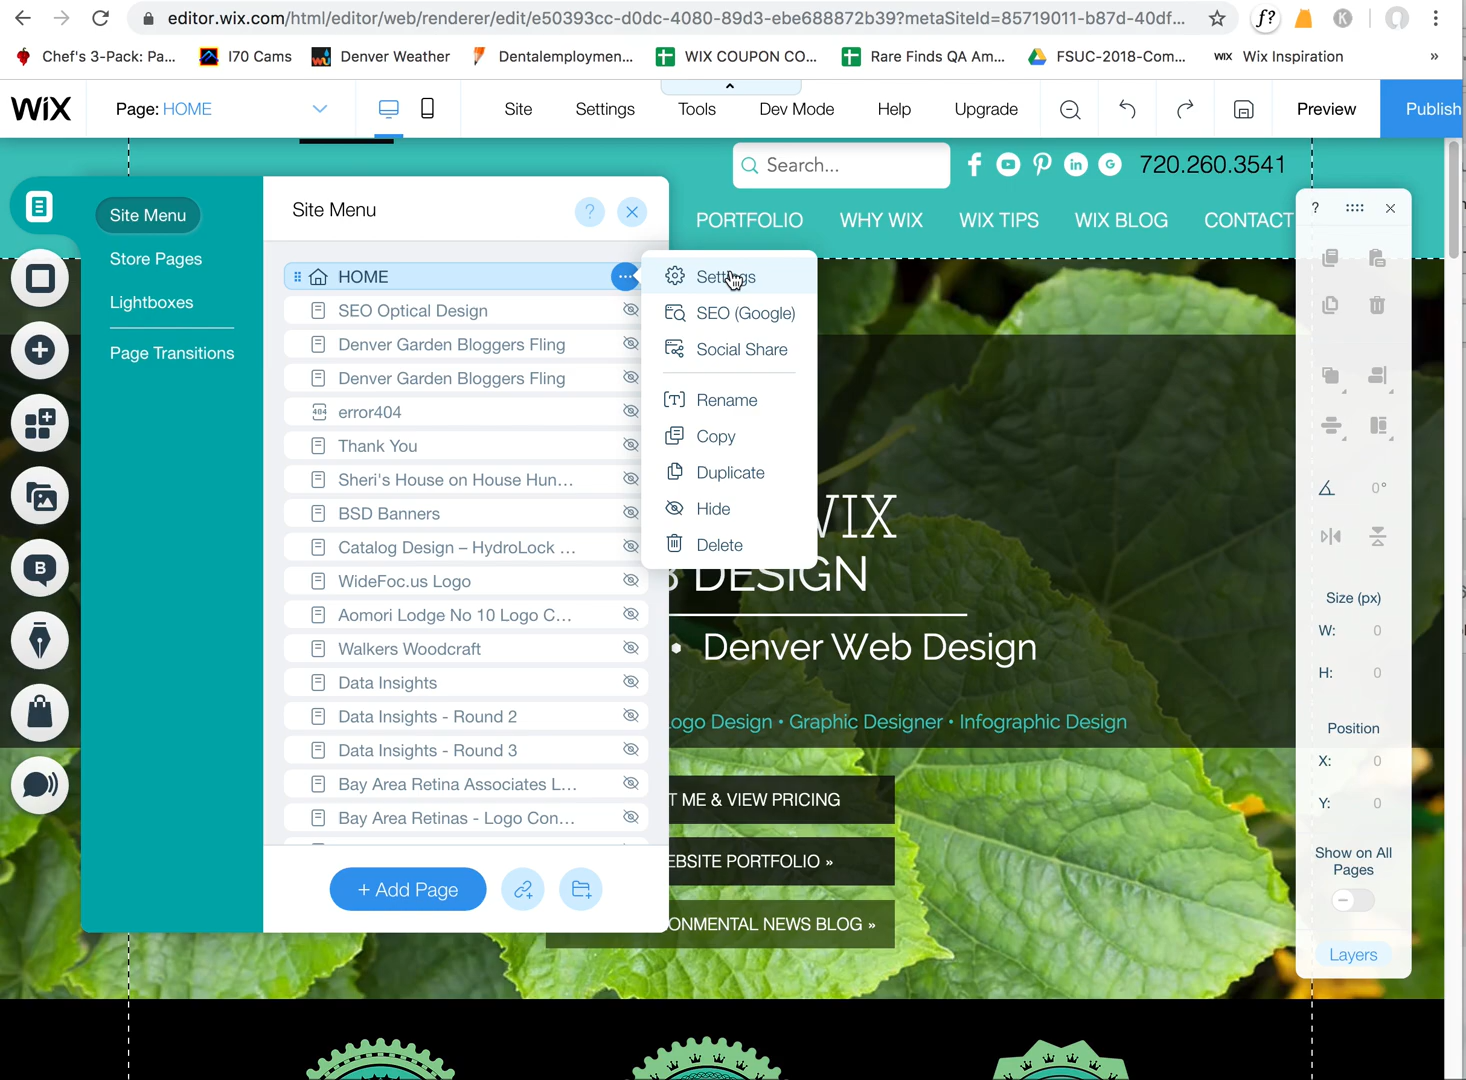 editor.wix.com/html/editor/web/renderer/edit/e50393cc-d0dc-4080-89d3-ebe688872b39?metaSiteId=85719011-b87d-40df...
f?
K
Chef's 3-Pack: Pa...
I70 Cams
Denver Weather
Dentalemploymen...
WIX COUPON CO...
Rare Finds QA Am...
FSUC-2018-Com...
WIX Wix Inspiration
»
WiX
Page: HOME
Site
Settings
Tools
Dev Mode
Help
Upgrade
Preview
Publish
Search...
720.260.3541
PORTFOLIO
WHY WIX
WIX TIPS
WIX BLOG
CONTACT
Site Menu
Store Pages
Lightboxes
Page Transitions
Site Menu
?
HOME
SEO Optical Design
Denver Garden Bloggers Fling
Denver Garden Bloggers Fling
404 error404
Thank You
Sheri's House on House Hun...
BSD Banners
Catalog Design – HydroLock ...
WideFoc.us Logo
Aomori Lodge No 10 Logo C...
Walkers Woodcraft
Data Insights
Data Insights - Round 2
Data Insights - Round 3
Bay Area Retina Associates L...
Bay Area Retinas - Logo Con...
+ Add Page
Settings
SEO (Google)
Social Share
Rename
Copy
Duplicate
Hide
Delete
WIX
DESIGN
• Denver Web Design
ogo Design • Graphic Designer • Infographic Design
T ME & VIEW PRICING
EBSITE PORTFOLIO »
ONMENTAL NEWS BLOG »
?
0°
Size (px)
W: 0
H: 0
Position
X: 0
Y: 0
Show on All
Pages
Layers